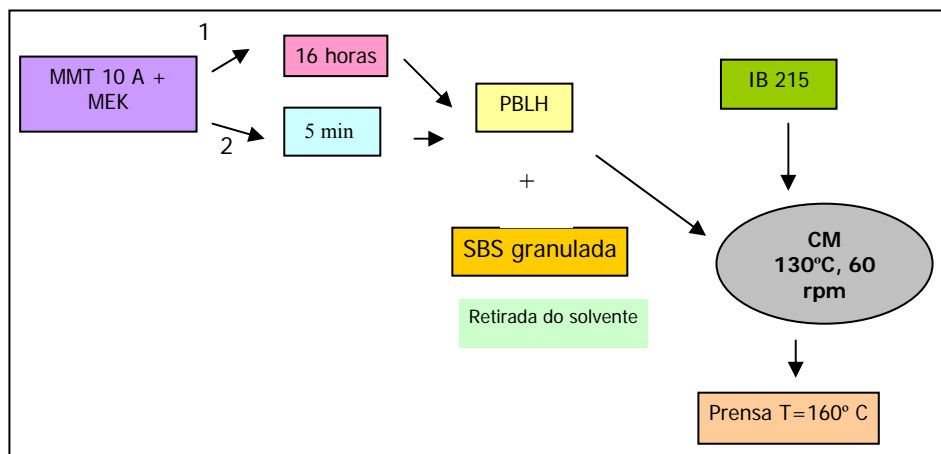 1
MMT 10 A +
MEK
2
16 horas
5 min
PBLH
+
SBS granulada
Retirada do solvente
IB 215
CM
130ºC, 60
rpm
Prensa T=160º C